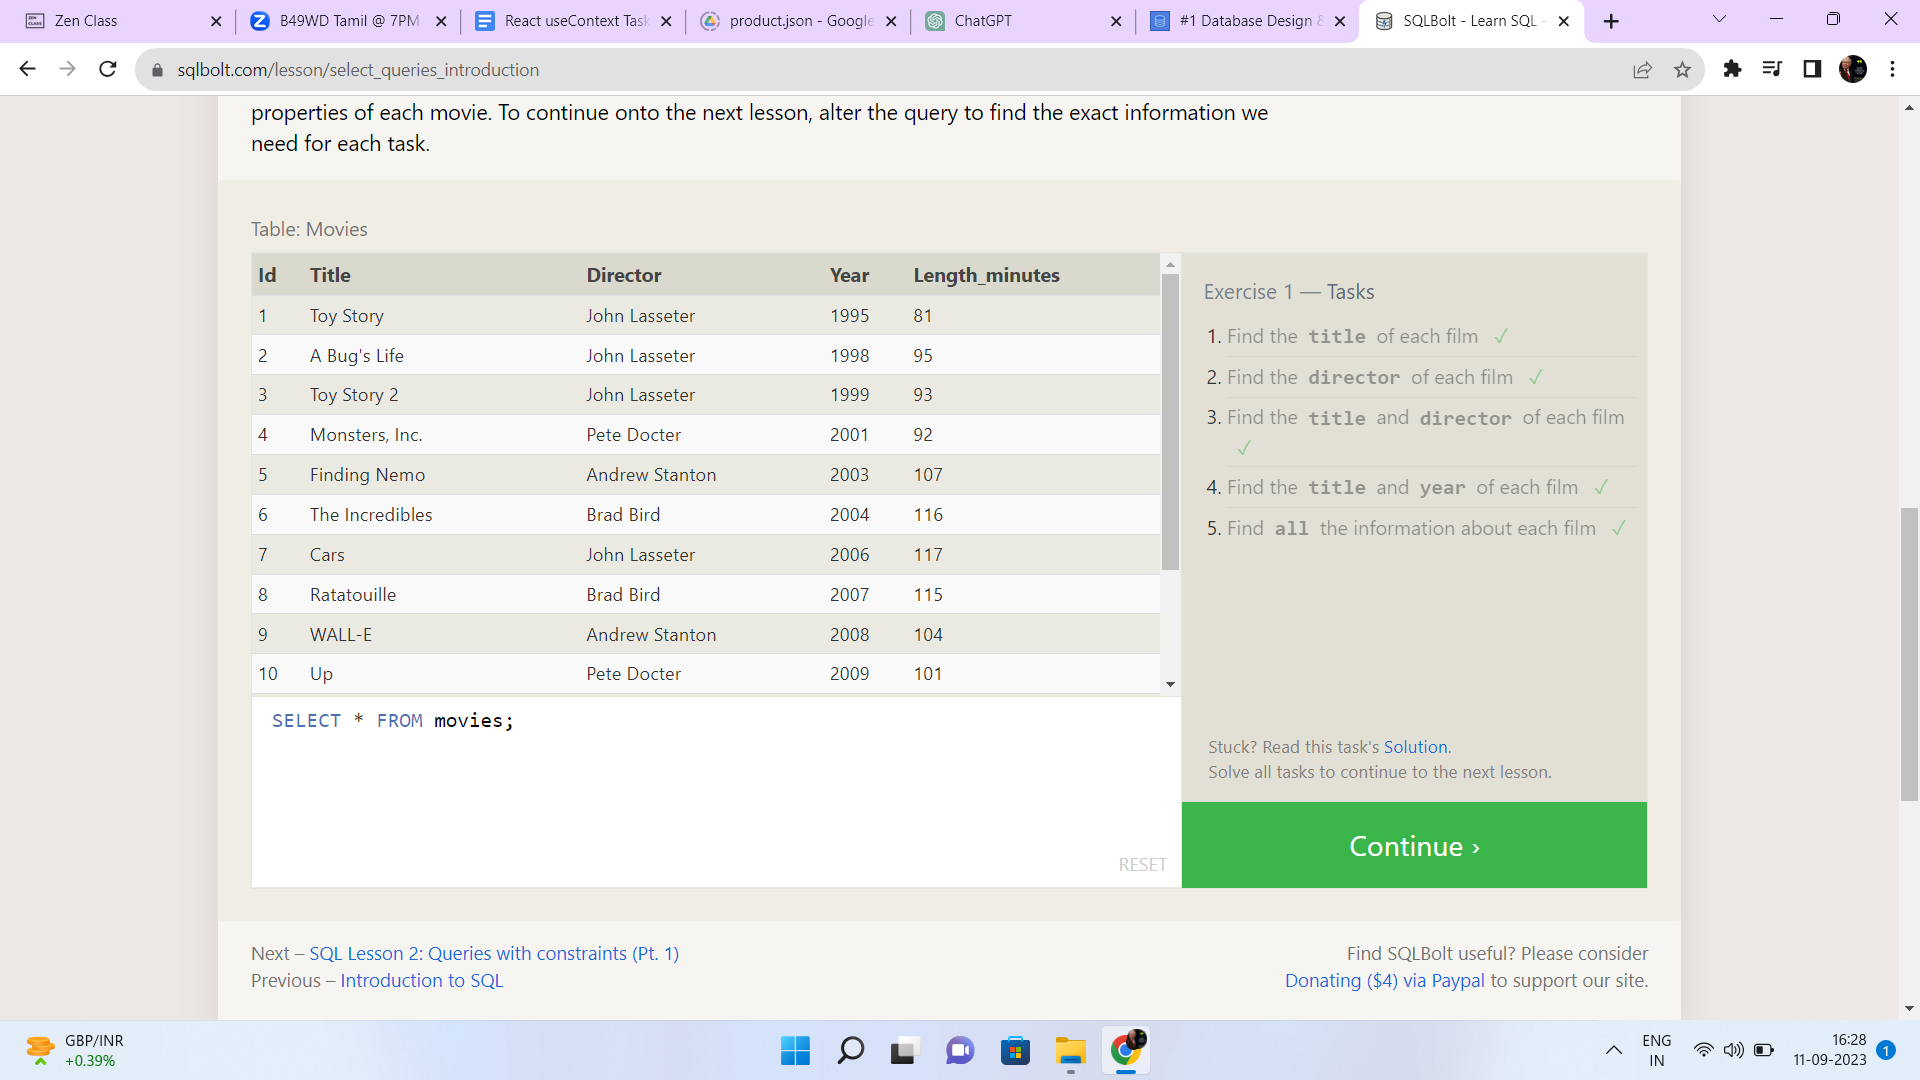 Zen Class
B49WD Tamil @ 7PM
React useContext Task
product.json - Google
ChatGPT
#1 Database Design &
SQLBolt - Learn SQL -
sqlbolt.com/lesson/select_queries_introduction
properties of each movie. To continue onto the next lesson, alter the query to find the exact information we
need for each task.
Table: Movies
Id Title Director Year Length_minutes
1 Toy Story John Lasseter 1995 81
2 A Bug's Life John Lasseter 1998 95
3 Toy Story 2 John Lasseter 1999 93
4 Monsters, Inc. Pete Docter 2001 92
5 Finding Nemo Andrew Stanton 2003 107
6 The Incredibles Brad Bird 2004 116
7 Cars John Lasseter 2006 117
8 Ratatouille Brad Bird 2007 115
9 WALL-E Andrew Stanton 2008 104
10 Up Pete Docter 2009 101
SELECT * FROM movies;
RESET
Exercise 1 — Tasks
1. Find the title of each film ✓
2. Find the director of each film ✓
3. Find the title and director of each film
✓
4. Find the title and year of each film ✓
5. Find all the information about each film ✓
Stuck? Read this task's Solution.
Solve all tasks to continue to the next lesson.
Continue ›
Next – SQL Lesson 2: Queries with constraints (Pt. 1)
Previous – Introduction to SQL
Find SQLBolt useful? Please consider
Donating ($4) via Paypal to support our site.
GBP/INR
+0.39%
ENG
IN
16:28
11-09-2023
1